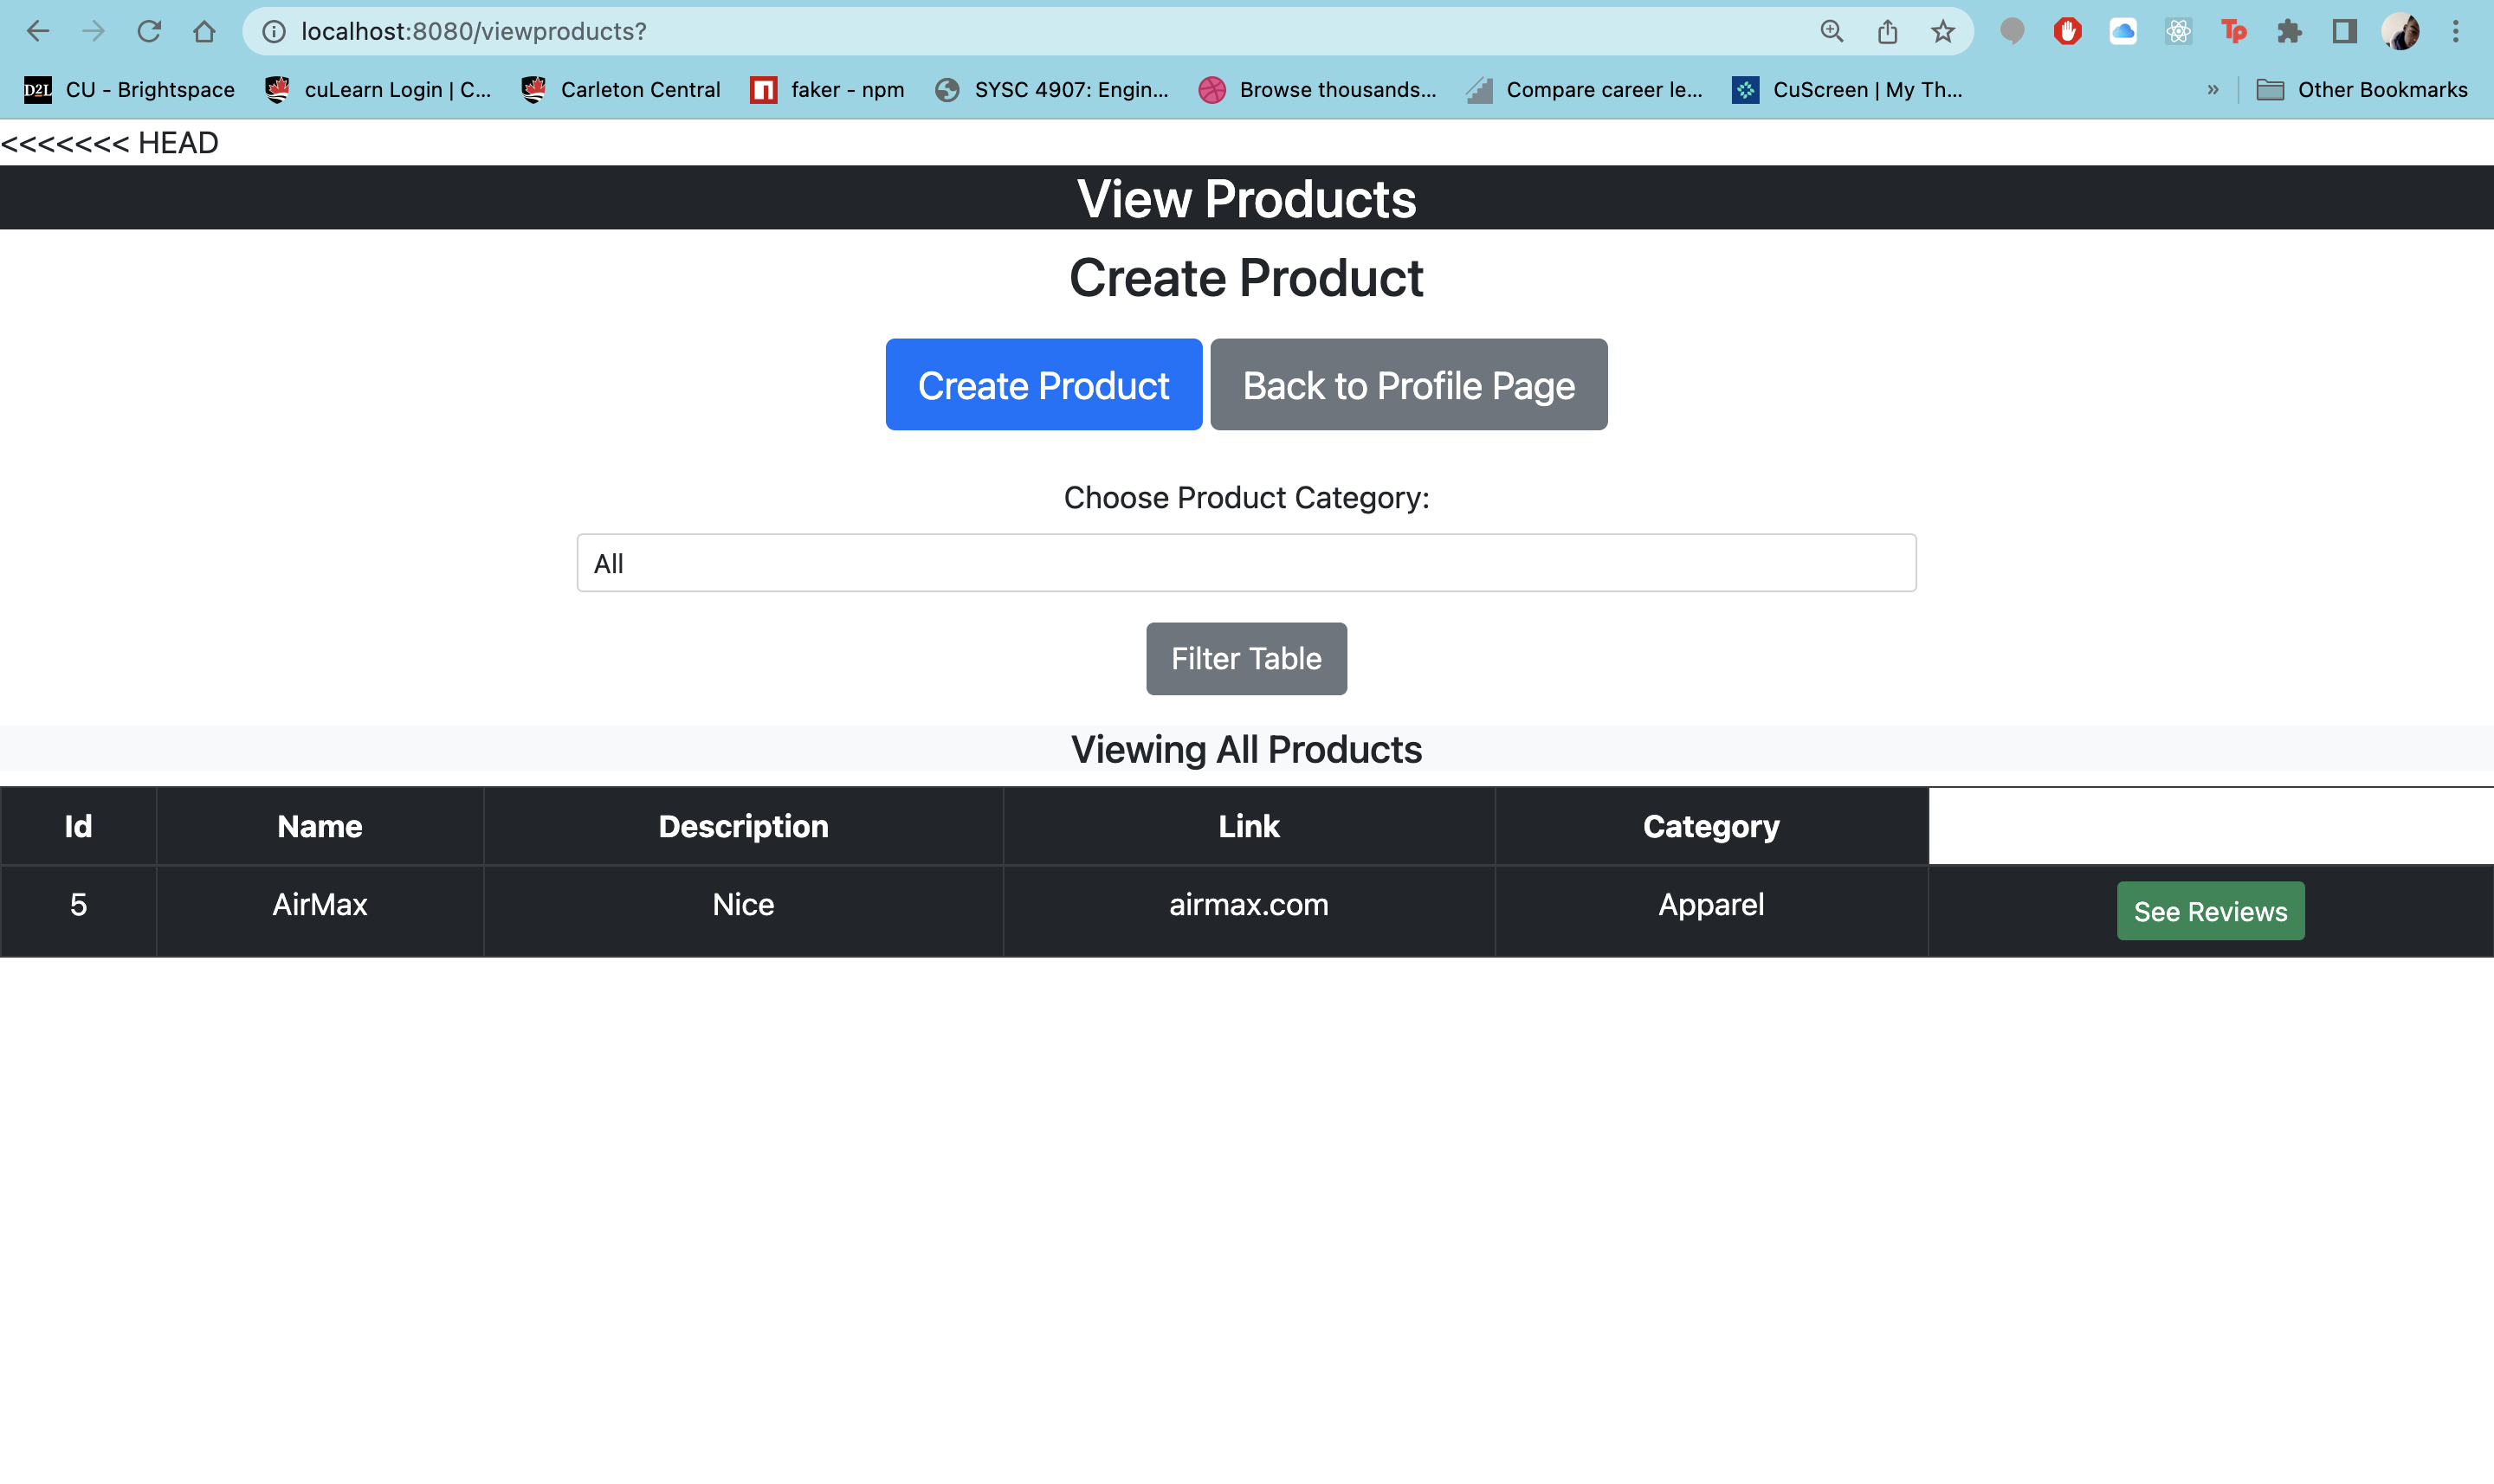 localhost:8080/viewproducts?
Tp
D2L CU - Brightspace cuLearn Login | C... Carleton Central faker - npm SYSC 4907: Engin... Browse thousands... Compare career le... CuScreen | My Th... » Other Bookmarks
<<<<<<< HEAD
View Products
Create Product
Create Product Back to Profile Page
Choose Product Category:
All
Filter Table
Viewing All Products
Id Name Description Link Category
5 AirMax Nice airmax.com Apparel See Reviews